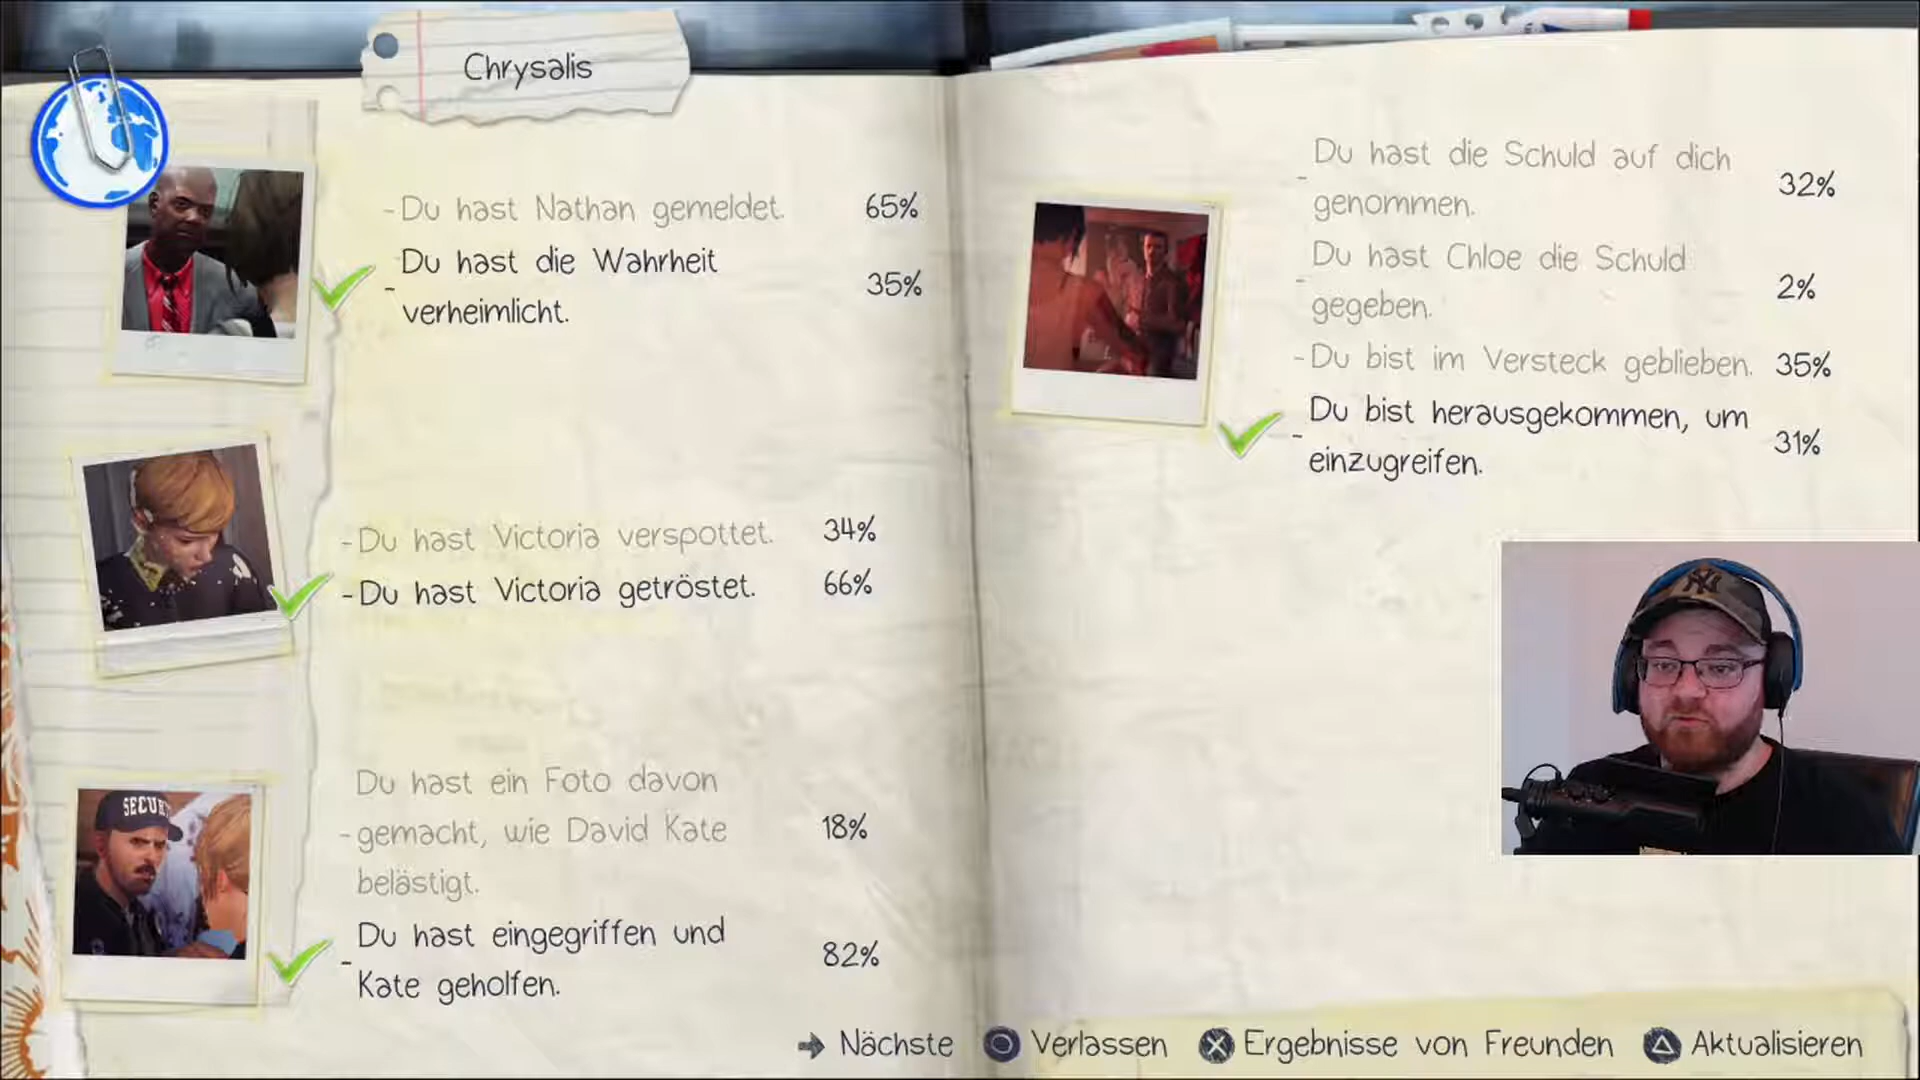 Chrysalis
-Du hast Nathan gemeldet. 65%
Du hast die Wahrheit
- verheimlicht. 35%
-Du hast Victoria verspottet. 34%
-Du hast Victoria getröstet. 66%
Du hast ein Foto davon
-gemacht, wie David Kate 18%
belästigt.
Du hast eingegriffen und
- Kate geholfen. 82%
Du hast die Schuld auf dich
- genommen. 32%
Du hast Chloe die Schuld
- gegeben. 2%
-Du bist im Versteck geblieben. 35%
Du bist herausgekommen, um
- einzugreifen. 31%
SECURI
NY
Nächste Verlassen Ergebnisse von Freunden Aktualisieren